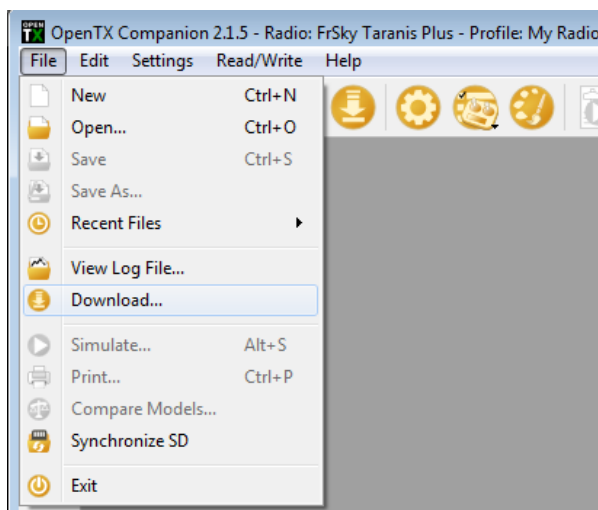 OPEN TX OpenTX Companion 2.1.5 - Radio: FrSky Taranis Plus - Profile: My Radio
File Edit Settings Read/Write Help
New Ctrl+N
Open... Ctrl+O
Save Ctrl+S
Save As...
Recent Files
View Log File...
Download...
Simulate... Alt+S
Print... Ctrl+P
Compare Models...
Synchronize SD
Exit